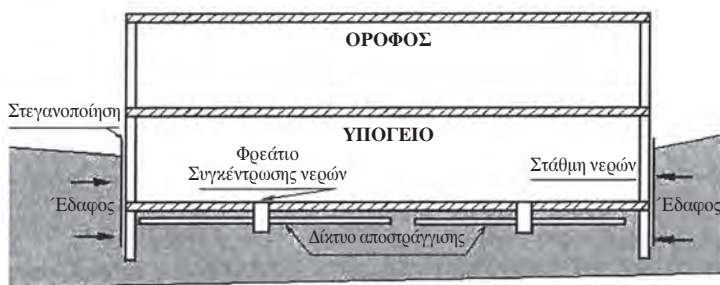 ΟΡΟΦΟΣ
Στεγανοποίηση
ΥΠΟΓΕΙΟ
Φρεάτιο
Συγκέντρωσης νερών
Στάθμη νερών
Έδαφος
Έδαφος
Δίκτυο αποστράγγισης